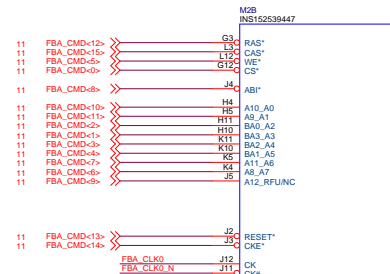 M2B
INS152539447
11 FBA_CMD<12> G3 RAS*
11 FBA_CMD<15> L3 CAS*
11 FBA_CMD<5> L12 WE*
11 FBA_CMD<0> G12 CS*
11 FBA_CMD<8> J4 ABI*
11 FBA_CMD<10> H4 A10_A0
11 FBA_CMD<11> H5 A9_A1
11 FBA_CMD<2> H11 BA0_A2
11 FBA_CMD<1> H10 BA3_A3
11 FBA_CMD<3> K11 BA2_A4
11 FBA_CMD<4> K10 BA1_A5
11 FBA_CMD<7> K5 A11_A6
11 FBA_CMD<6> K4 A8_A7
11 FBA_CMD<9> J5 A12_RFU/NC
11 FBA_CMD<13> J2 RESET*
11 FBA_CMD<14> J3 CKE*
FBA_CLK0 J12 CK
FBA_CLK0_N J11 CK#